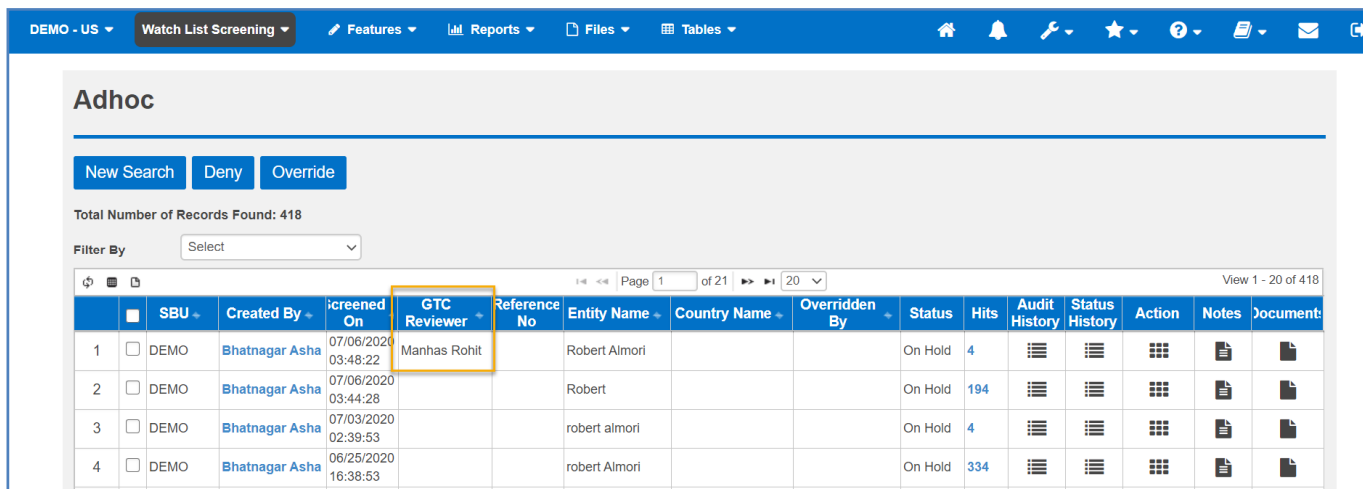 DEMO - US Watch List Screening Features Reports Files Tables
Adhoc
New Search Deny Override
Total Number of Records Found: 418
Filter By Select
Page 1 of 21 20 View 1 - 20 of 418
SBU Created By Screened On GTC Reviewer Reference No Entity Name Country Name Overridden By Status Hits Audit History Status History Action Notes Documents
1 DEMO Bhatnagar Asha 07/06/2020 03:48:22 Manhas Rohit Robert Almori On Hold 4
2 DEMO Bhatnagar Asha 07/06/2020 03:44:28 Robert On Hold 194
3 DEMO Bhatnagar Asha 07/03/2020 02:39:53 robert almori On Hold 4
4 DEMO Bhatnagar Asha 06/25/2020 16:38:53 robert Almori On Hold 334